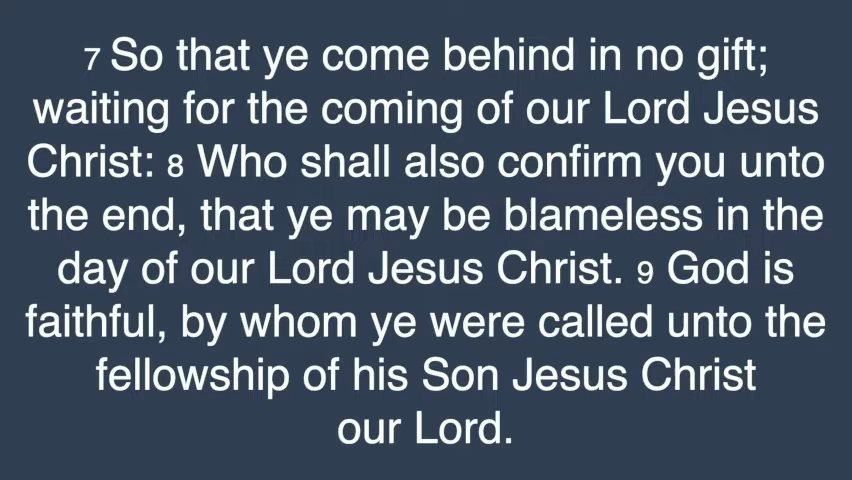 7 So that ye come behind in no gift;
waiting for the coming of our Lord Jesus
Christ: 8 Who shall also confirm you unto
the end, that ye may be blameless in the
day of our Lord Jesus Christ. 9 God is
faithful, by whom ye were called unto the
fellowship of his Son Jesus Christ
our Lord.